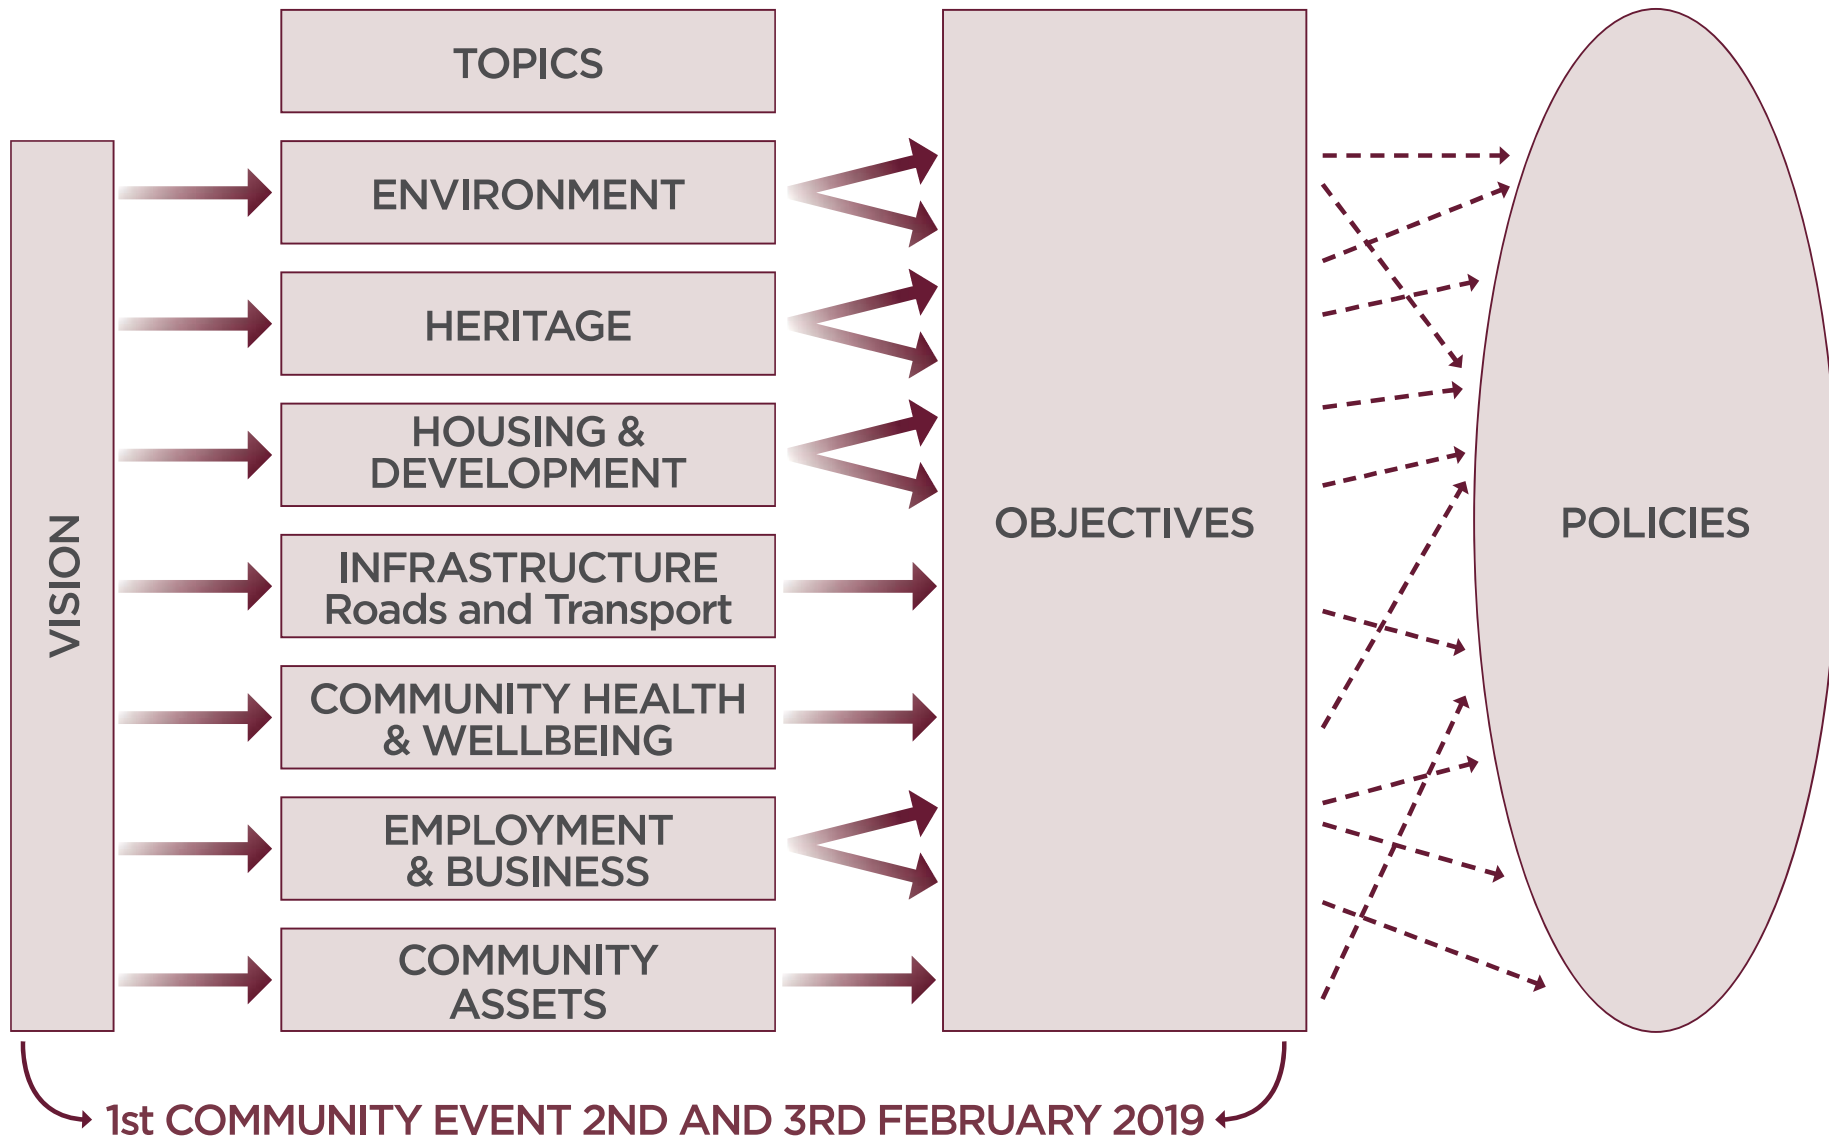 TOPICS
VISION
ENVIRONMENT
HERITAGE
HOUSING &
DEVELOPMENT
INFRASTRUCTURE
Roads and Transport
COMMUNITY HEALTH
& WELLBEING
EMPLOYMENT
& BUSINESS
COMMUNITY
ASSETS
OBJECTIVES
POLICIES
1st COMMUNITY EVENT 2ND AND 3RD FEBRUARY 2019